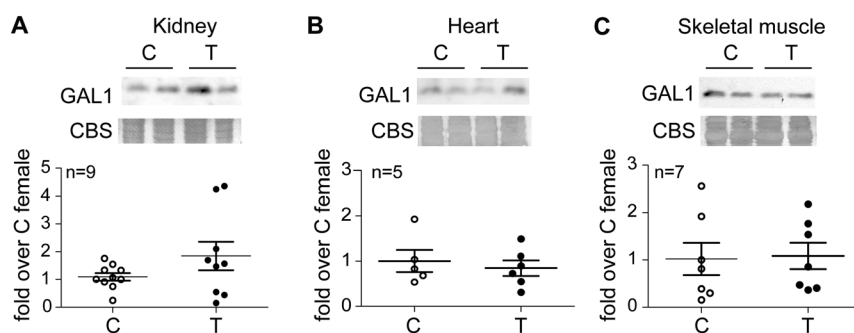 A Kidney
C T
GAL1
CBS
fold over C female
5
4
3
2
1
0
n=9
C T
B Heart
C T
GAL1
CBS
fold over C female
3
2
1
0
n=5
C T
C Skeletal muscle
C T
GAL1
CBS
fold over C female
3
2
1
0
n=7
C T